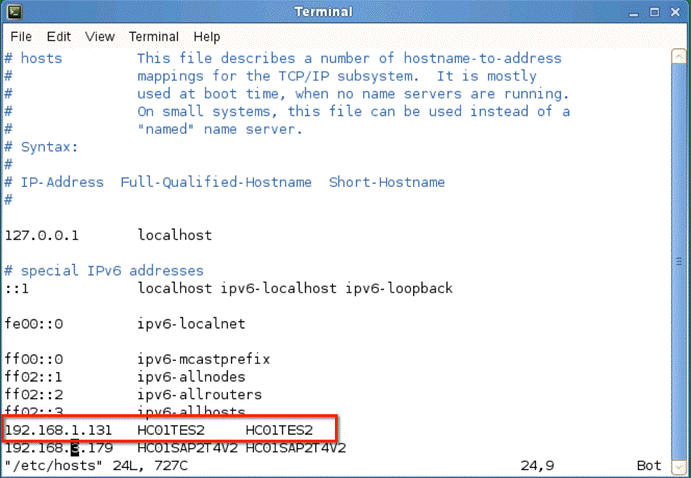 Terminal
File Edit View Terminal Help
# hosts This file describes a number of hostname-to-address
# mappings for the TCP/IP subsystem. It is mostly
# used at boot time, when no name servers are running.
# On small systems, this file can be used instead of a
# "named" name server.
# Syntax:
#
# IP-Address Full-Qualified-Hostname Short-Hostname
#
127.0.0.1 localhost
# special IPv6 addresses
::1 localhost ipv6-localhost ipv6-loopback
fe00::0 ipv6-localnet
ff00::0 ipv6-mcastprefix
ff02::1 ipv6-allnodes
ff02::2 ipv6-allrouters
ff02::3 ipv6-allhosts
192.168.1.131 HC01TES2 HC01TES2
192.168.3.179 HC01SAP2T4V2 HC01SAP2T4V2
"/etc/hosts" 24L, 727C 24,9 Bot